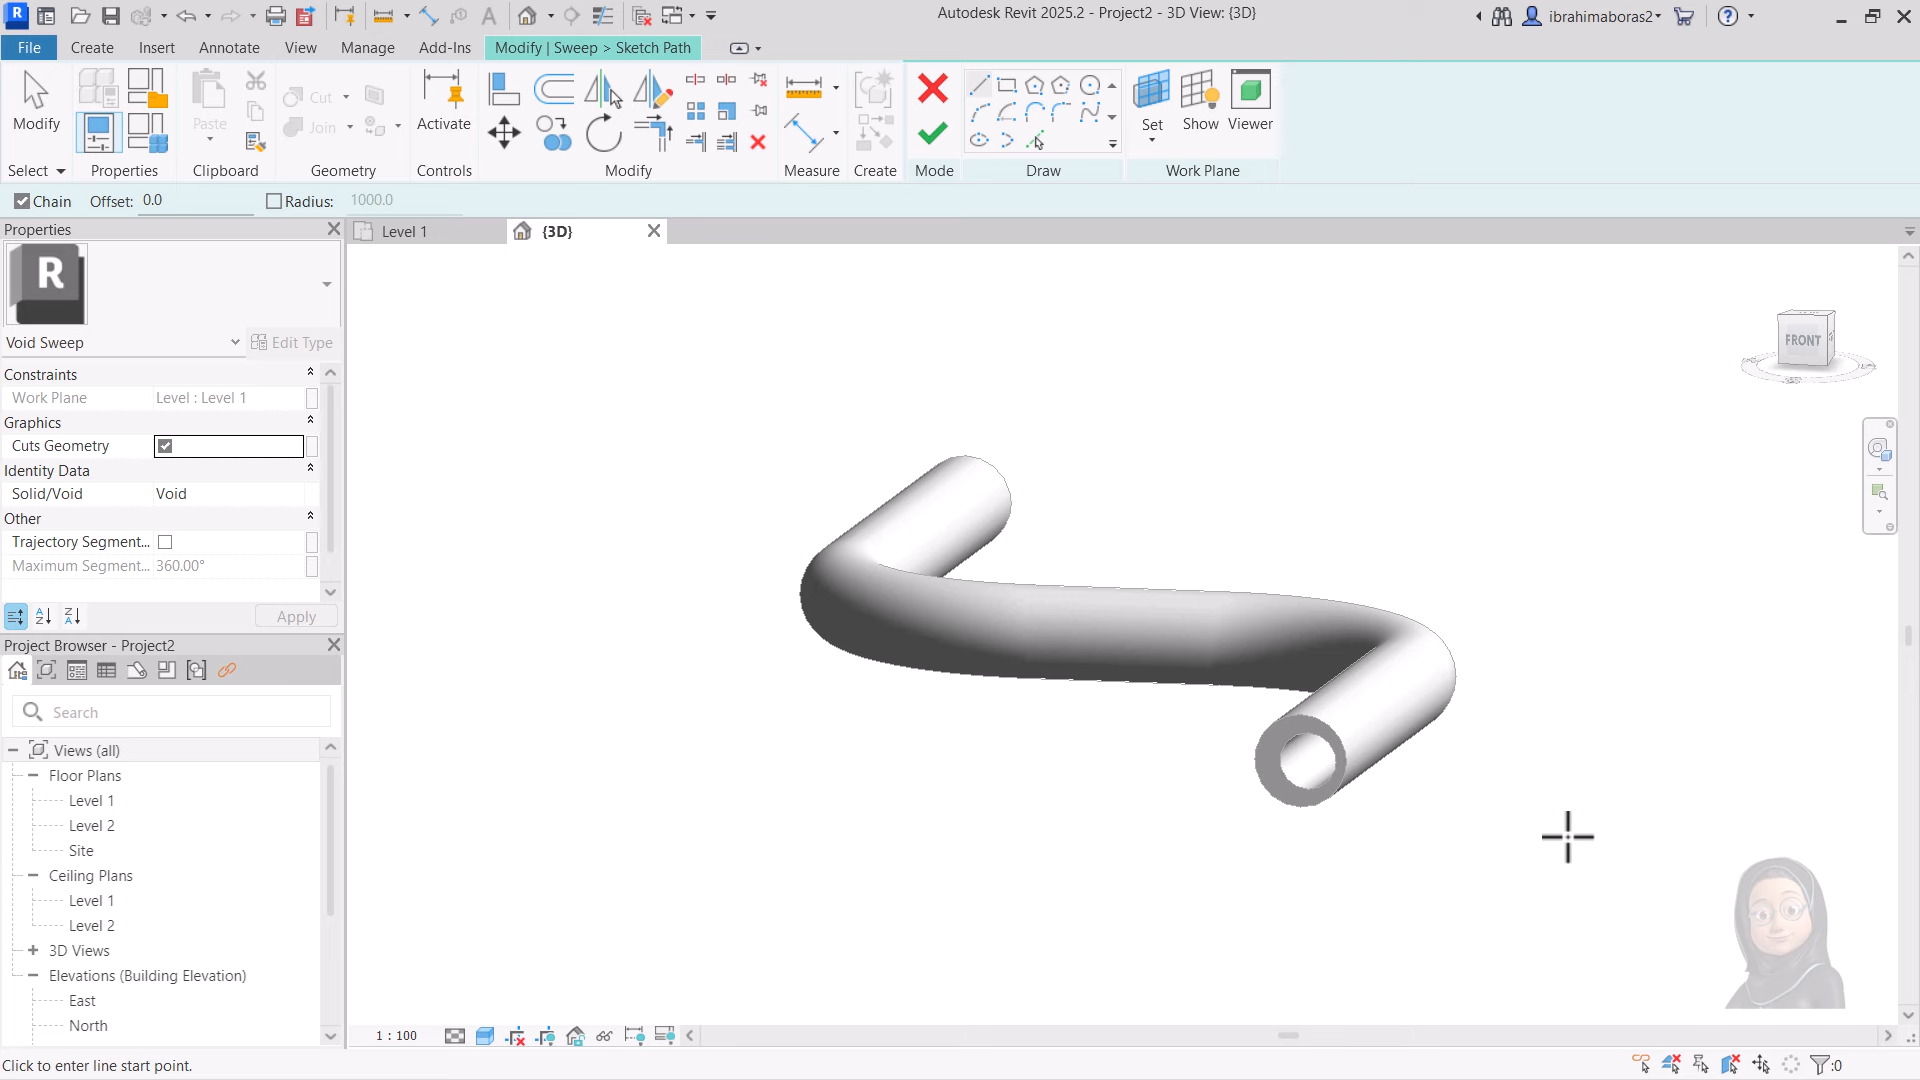 Autodesk Revit 2025.2 - Project2 - 3D View: {3D}
ibrahimaboras2
File
Create
Insert
Annotate
View
Manage
Add-Ins
Modify | Sweep > Sketch Path
Modify
Paste
Cut
Join
Activate
Set
Show
Viewer
Select
Properties
Clipboard
Geometry
Controls
Modify
Measure
Create
Mode
Draw
Work Plane
Chain
Offset: 0.0
Radius: 1000.0
Properties
Level 1
{3D}
R
Void Sweep
Edit Type
Constraints
Work Plane
Level : Level 1
Graphics
Cuts Geometry
Identity Data
Solid/Void
Void
Other
Trajectory Segment...
Maximum Segment... 360.00°
Apply
Project Browser - Project2
Search
Views (all)
Floor Plans
Level 1
Level 2
Site
Ceiling Plans
Level 1
Level 2
3D Views
Elevations (Building Elevation)
East
North
FRONT
1 : 100
Click to enter line start point.
:0